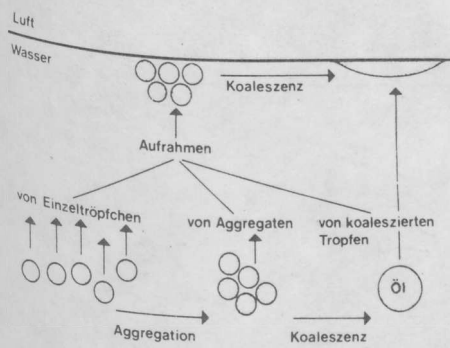 Luft
Wasser
Koaleszenz
Aufrahmen
von Einzeltröpfchen
von Aggregaten
von koaleszierten
Tropfen
Öl
Aggregation
Koaleszenz